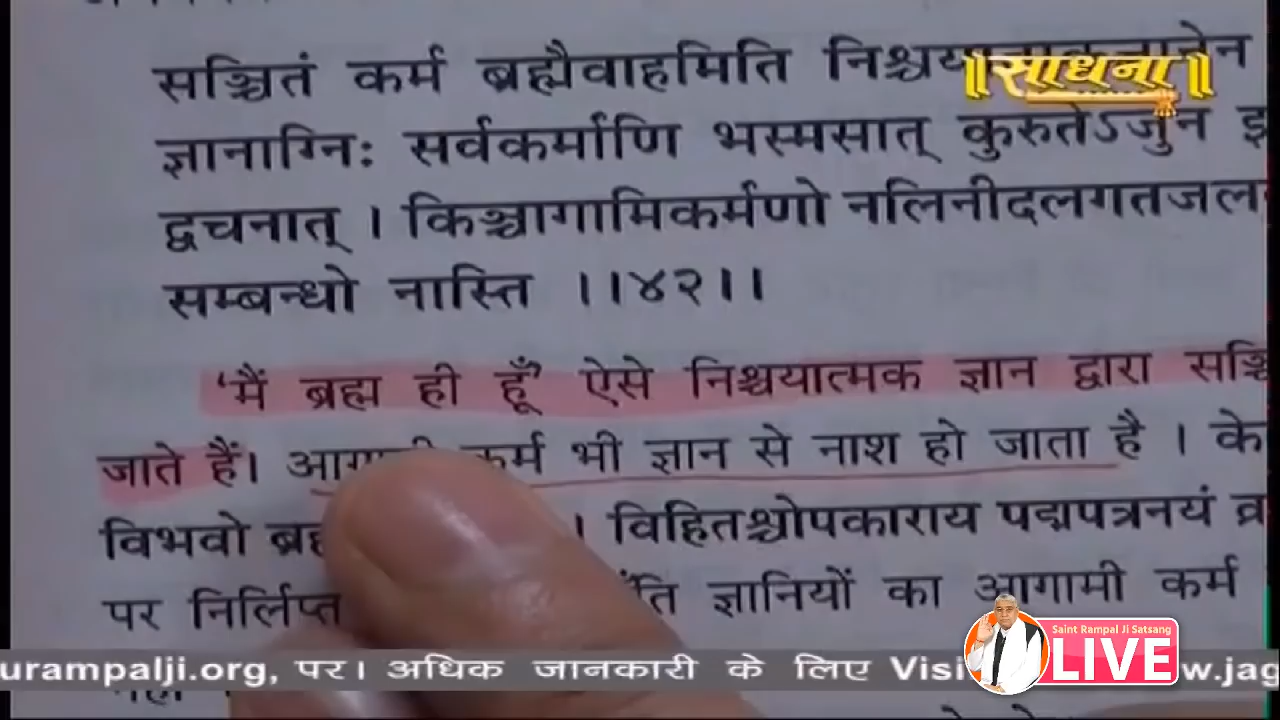 सञ्चितं कर्म ब्रह्मैवाहमिति
॥साधना॥
ज्ञानाग्निः सर्वकर्माणि भस्मसात् कुरुतेऽर्जुन
द्वचनात् । किञ्चागामिकर्मणो नलिनीदलगतजल
सम्बन्धो नास्ति ।।४२।।
‘मैं ब्रह्म ही हूँ’ ऐसे निश्चयात्मक ज्ञान द्वारा
जाते हैं। कर्म भी ज्ञान से नाश हो जाता है । के
विभवो । विहितश्चोपकाराय पद्मपत्रनयं
पर निर्लिप्त ज्ञानियों का आगामी कर्म
Saint Rampal Ji Satsang
LIVE
urampalji.org, पर। अधिक जानकारी के लिए Visi w.jag